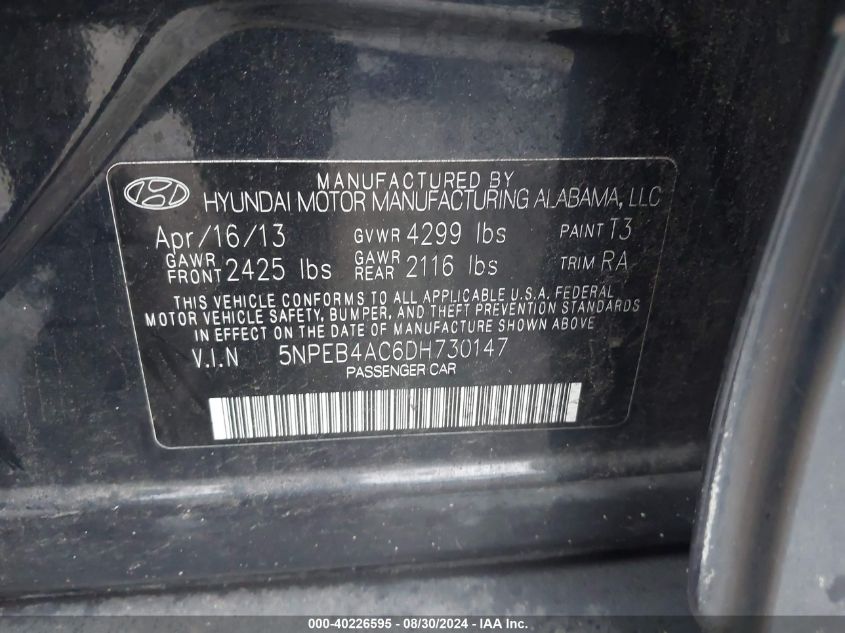 MANUFACTURED BY
HYUNDAI MOTOR MANUFACTURING ALABAMA, LLC
Apr/16/13 GVWR 4299 lbs PAINT T3
GAWR FRONT 2425 lbs GAWR REAR 2116 lbs TRIM RA
THIS VEHICLE CONFORMS TO ALL APPLICABLE U.S.A. FEDERAL
MOTOR VEHICLE SAFETY, BUMPER, AND THEFT PREVENTION STANDARDS
IN EFFECT ON THE DATE OF MANUFACTURE SHOWN ABOVE
V.I.N 5NPEB4AC6DH730147
PASSENGER CAR
000-40226595 - 08/30/2024 - IAAI.com